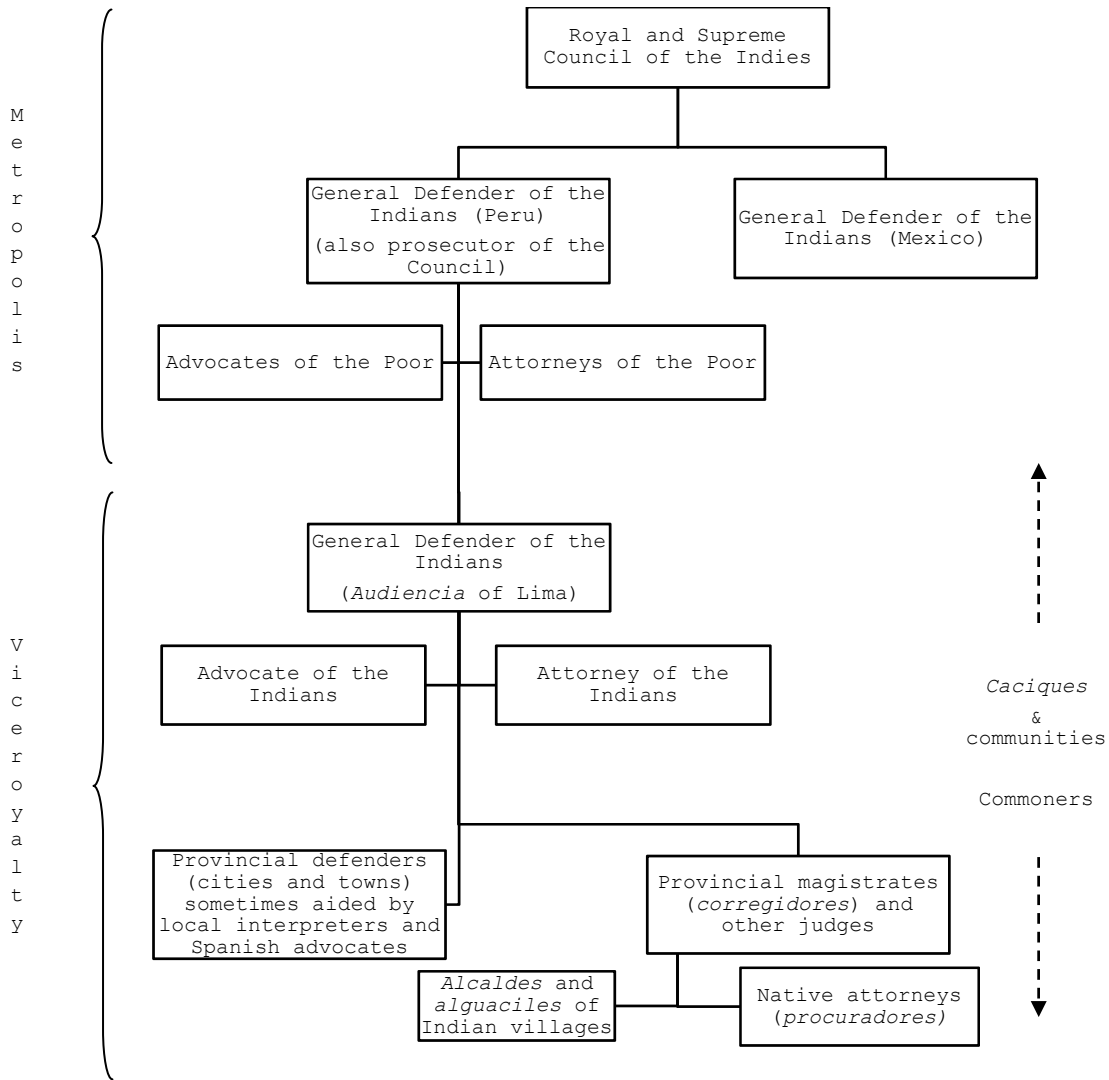 Royal and Supreme
Council of the Indies
Metropolis
General Defender of the
Indians (Peru)
(also prosecutor of the
Council)
General Defender of the
Indians (Mexico)
Advocates of the Poor
Attorneys of the Poor
General Defender of the
Indians
(Audiencia of Lima)
Viceroyalty
Advocate of the
Indians
Attorney of the
Indians
Caciques
&
communities
Commoners
Provincial defenders
(cities and towns)
sometimes aided by
local interpreters and
Spanish advocates
Provincial magistrates
(corregidores) and
other judges
Alcaldes and
alguaciles of
Indian villages
Native attorneys
(procuradores)